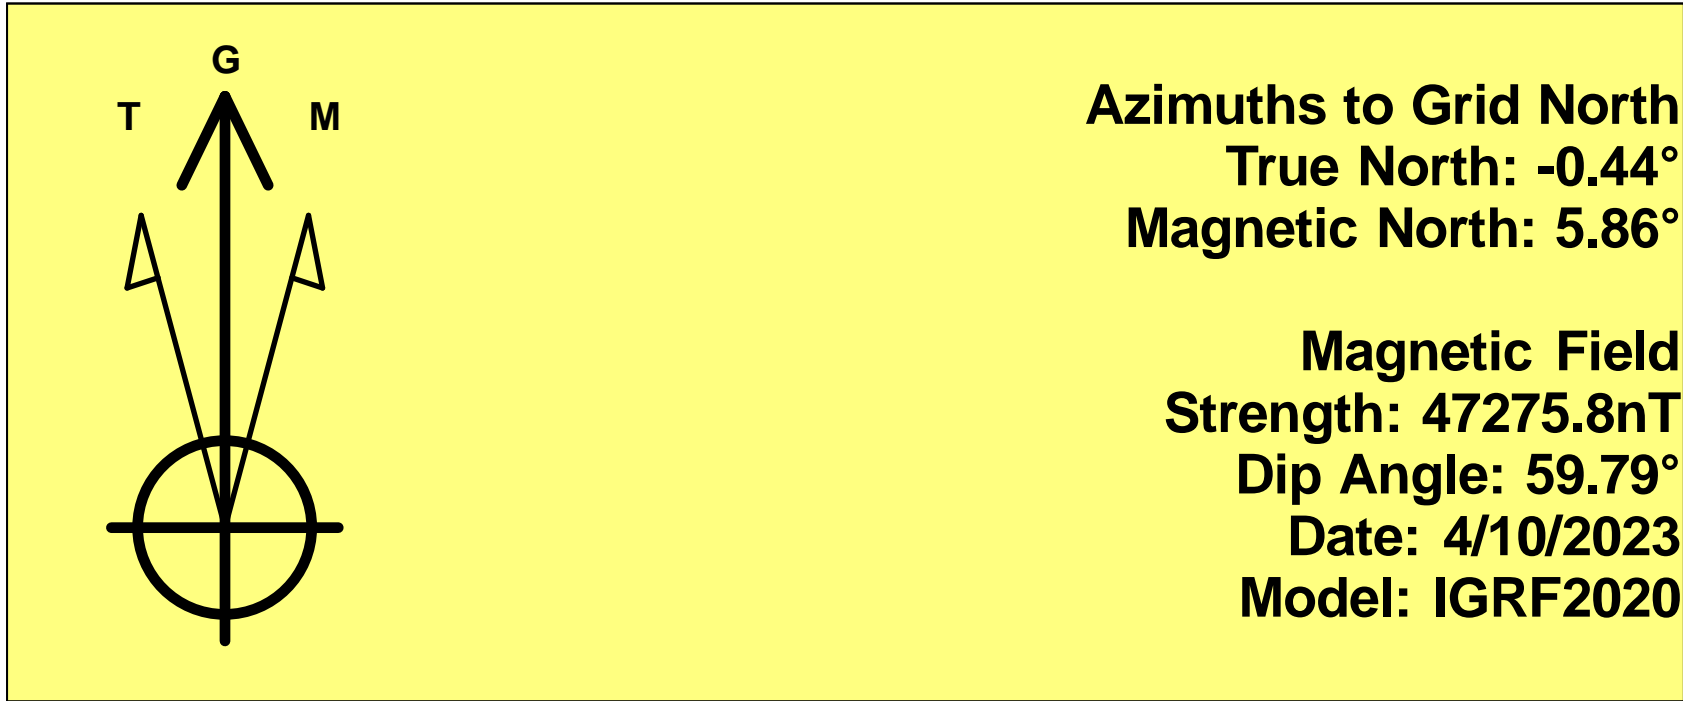 G
T M
Azimuths to Grid North
True North: -0.44°
Magnetic North: 5.86°
Magnetic Field
Strength: 47275.8nT
Dip Angle: 59.79°
Date: 4/10/2023
Model: IGRF2020